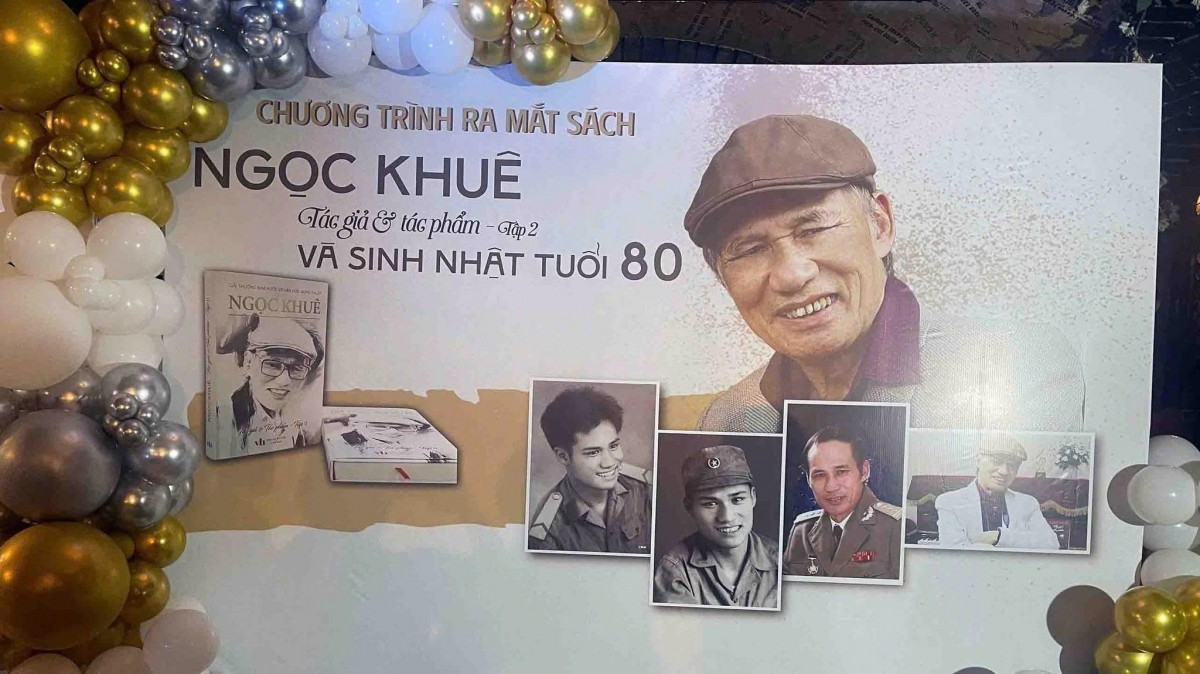 CHƯƠNG TRÌNH RA MẮT SÁCH
NGỌC KHUÊ
Tác giả & tác phẩm - Tập 2
VÀ SINH NHẬT TUỔI 80
NGỌC KHUÊ